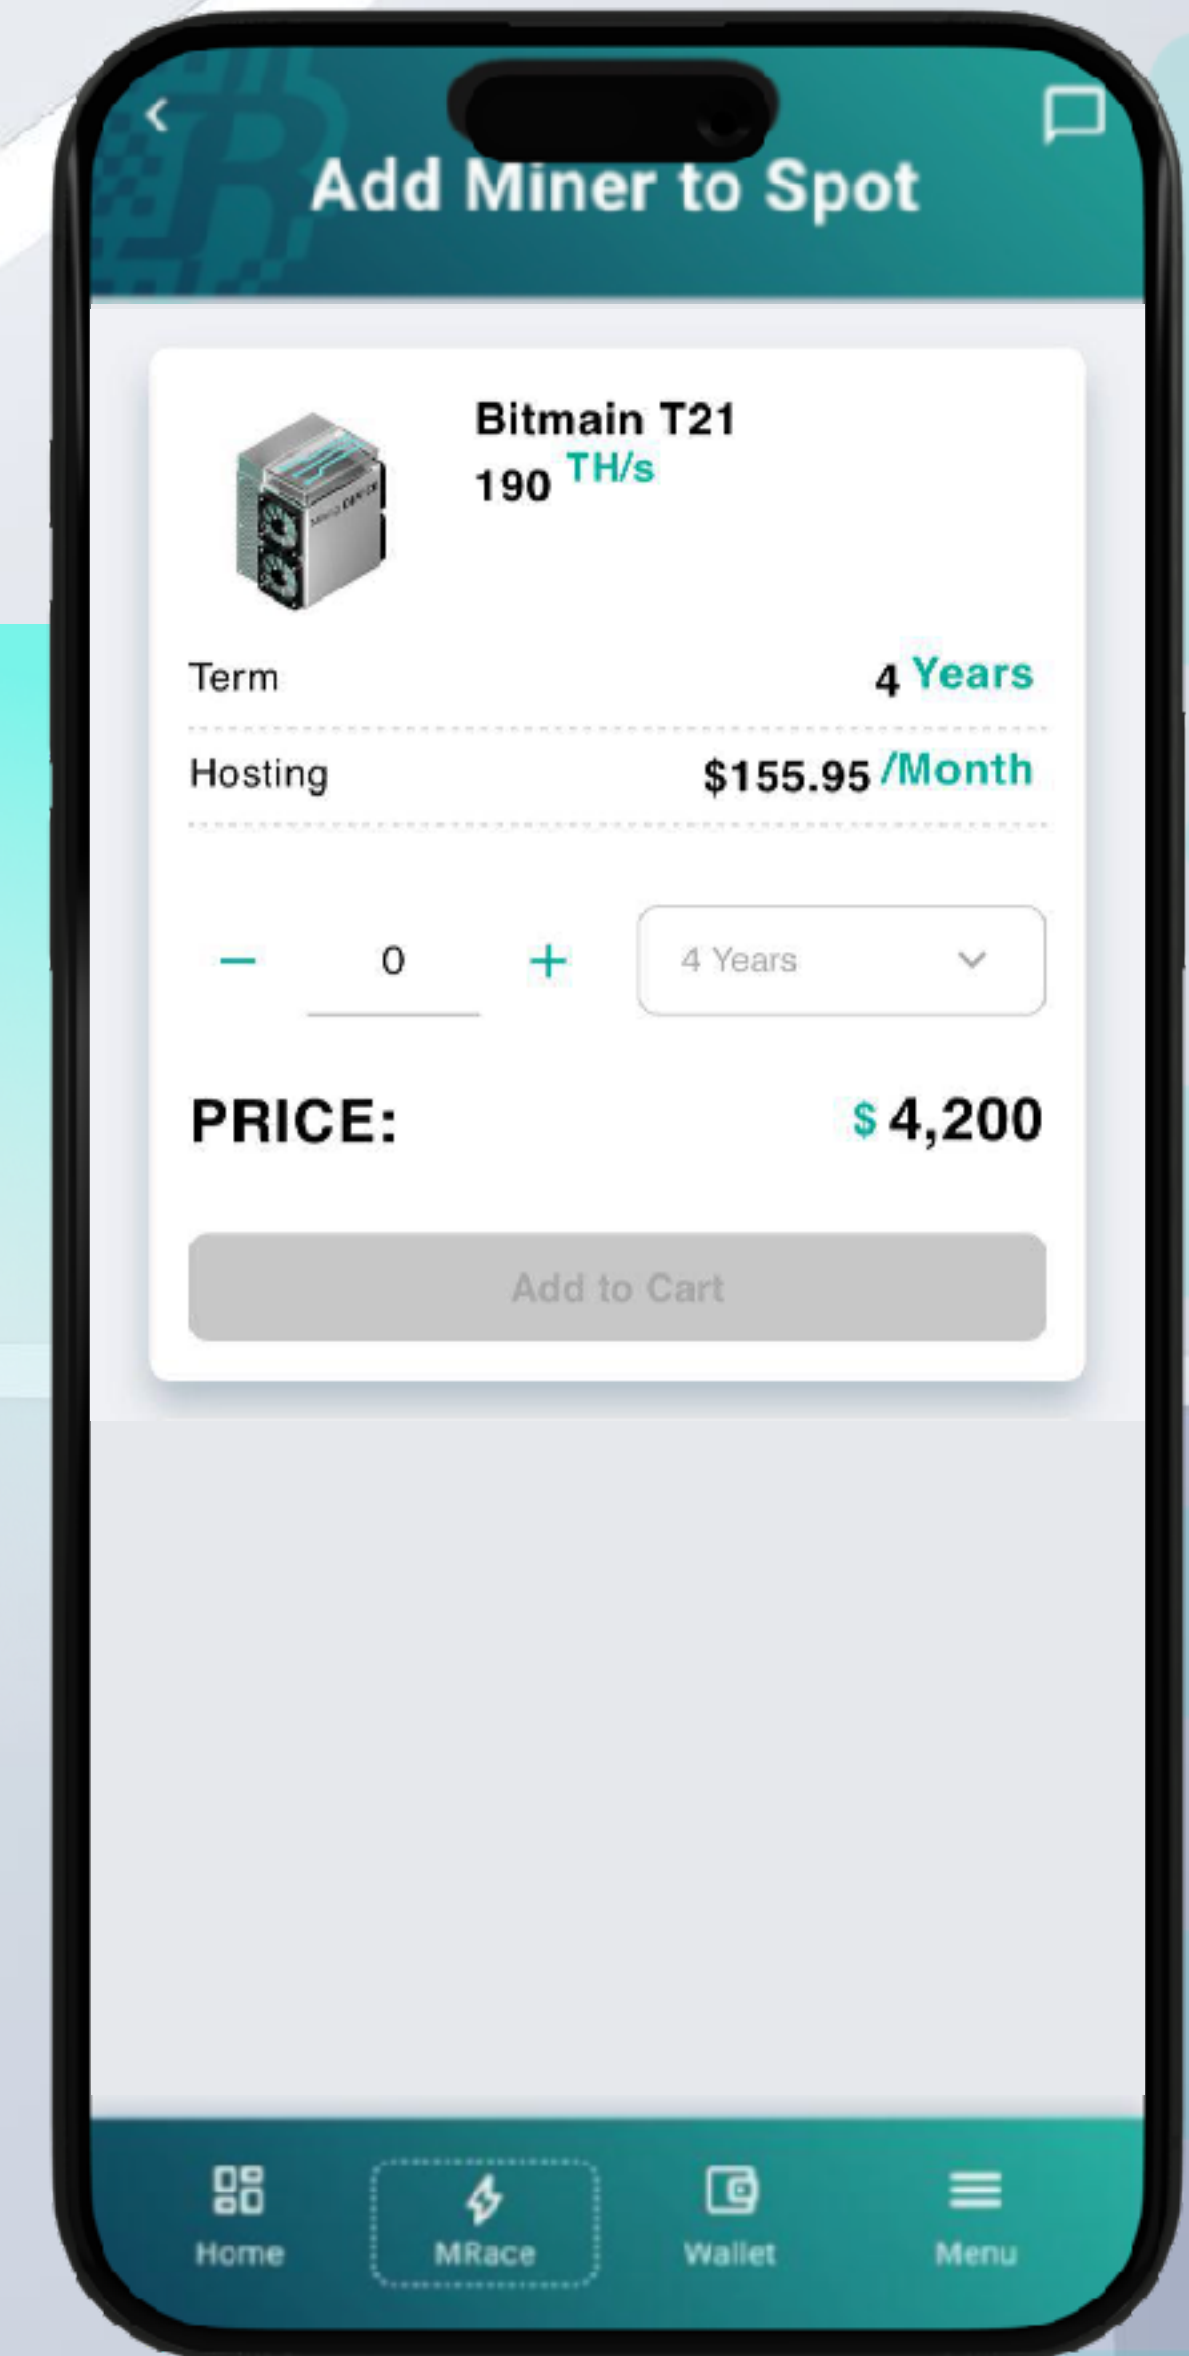 Add Miner to Spot
Bitmain T21
190 TH/s
Term 4 Years
Hosting $155.95 /Month
− 0 + 4 Years
PRICE: $ 4,200
Add to Cart
Home MRace Wallet Menu